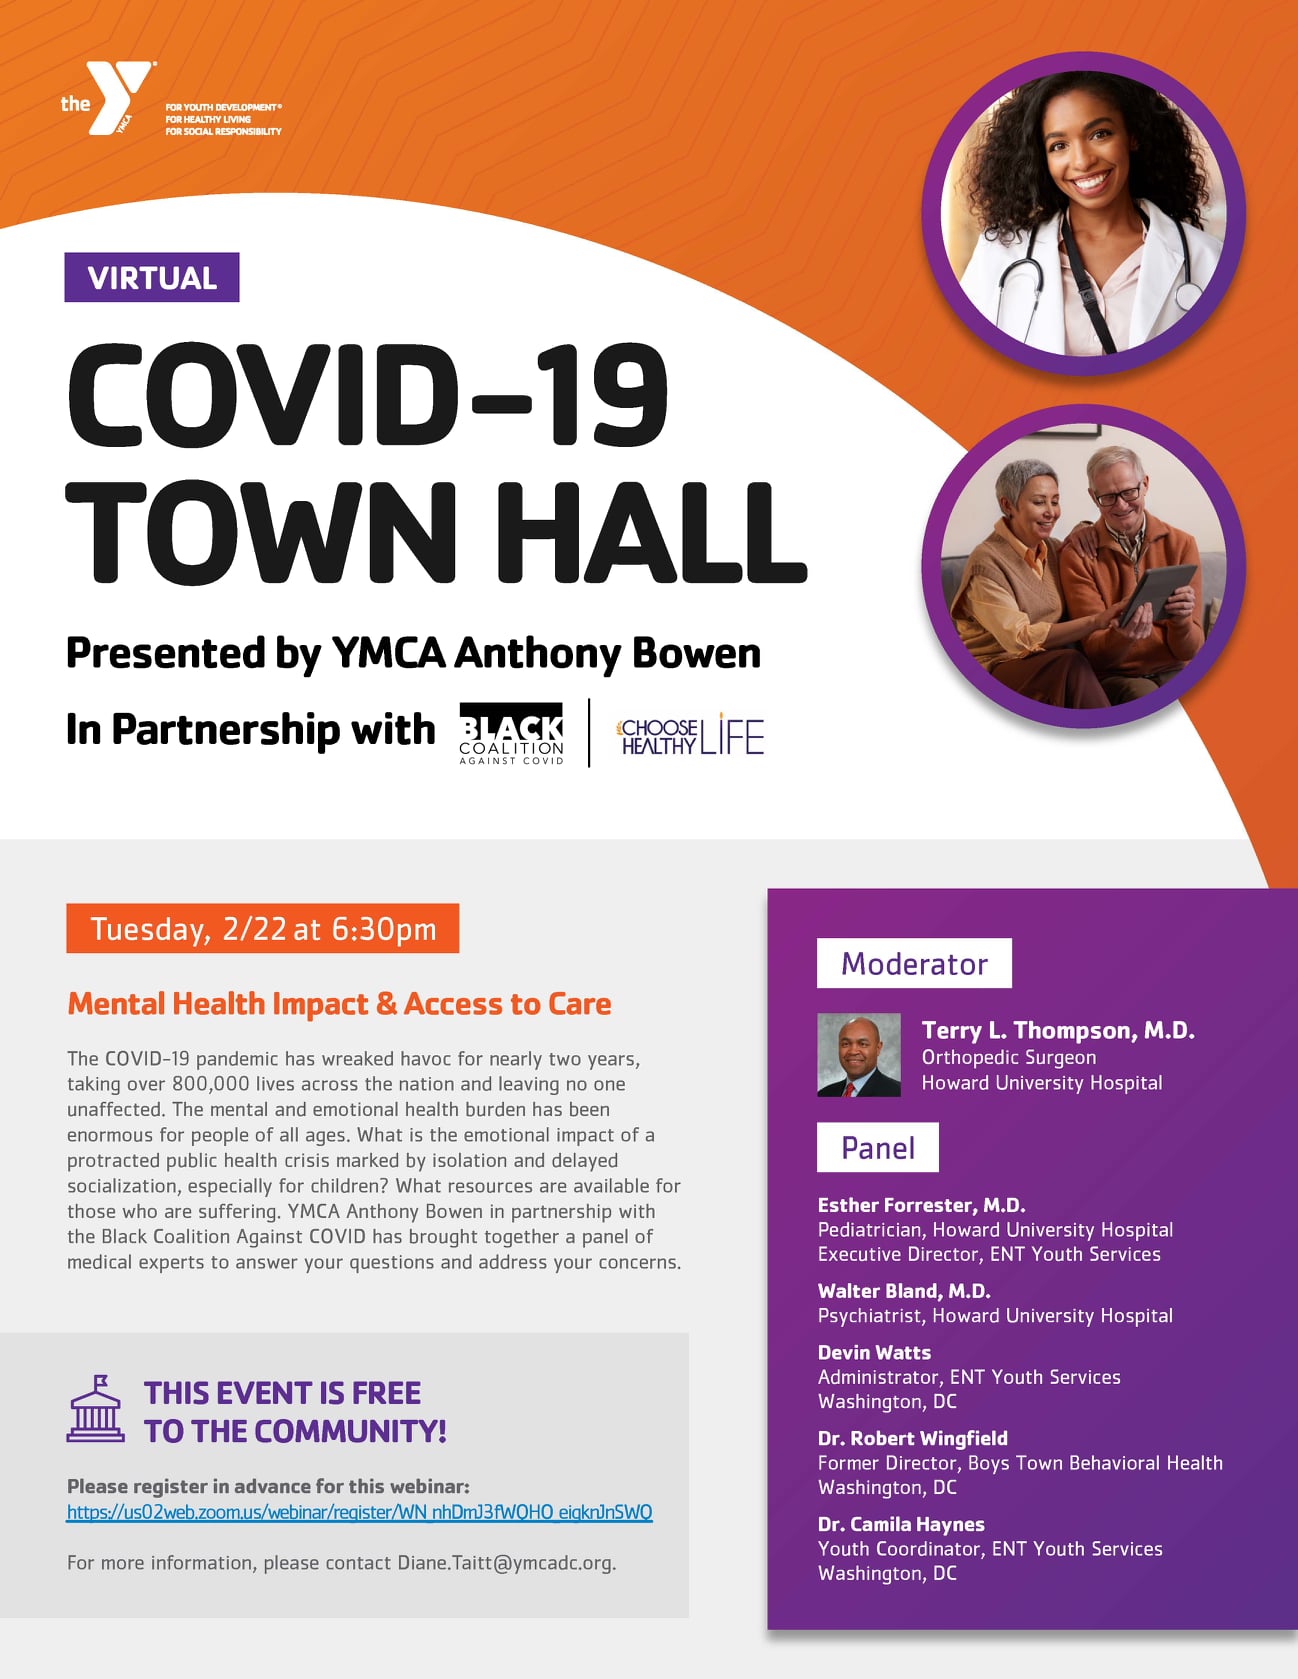 the
YMCA
FOR YOUTH DEVELOPMENT®
FOR HEALTHY LIVING
FOR SOCIAL RESPONSIBILITY
VIRTUAL
COVID-19
TOWN HALL
Presented by YMCA Anthony Bowen
In Partnership with
BLACK
COALITION
AGAINST COVID
CHOOSE
HEALTHY
LiFE
Tuesday, 2/22 at 6:30pm
Mental Health Impact & Access to Care
The COVID-19 pandemic has wreaked havoc for nearly two years,
taking over 800,000 lives across the nation and leaving no one
unaffected. The mental and emotional health burden has been
enormous for people of all ages. What is the emotional impact of a
protracted public health crisis marked by isolation and delayed
socialization, especially for children? What resources are available for
those who are suffering. YMCA Anthony Bowen in partnership with
the Black Coalition Against COVID has brought together a panel of
medical experts to answer your questions and address your concerns.
THIS EVENT IS FREE
TO THE COMMUNITY!
Please register in advance for this webinar:
https://us02web.zoom.us/webinar/register/WN_nhDmJ3fWQHO_eigknJnSWQ
For more information, please contact Diane.Taitt@ymcadc.org.
Moderator
Terry L. Thompson, M.D.
Orthopedic Surgeon
Howard University Hospital
Panel
Esther Forrester, M.D.
Pediatrician, Howard University Hospital
Executive Director, ENT Youth Services
Walter Bland, M.D.
Psychiatrist, Howard University Hospital
Devin Watts
Administrator, ENT Youth Services
Washington, DC
Dr. Robert Wingfield
Former Director, Boys Town Behavioral Health
Washington, DC
Dr. Camila Haynes
Youth Coordinator, ENT Youth Services
Washington, DC